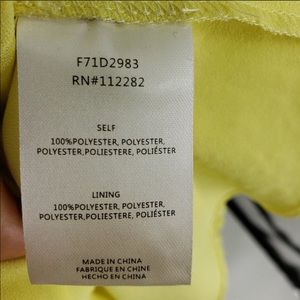 F71D2983
RN#112282
SELF
100%POLYESTER, POLYESTER,
POLYESTER,POLIESTERE, POLIÉSTER
LINING
100%POLYESTER, POLYESTER,
POLYESTER,POLIESTERE, POLIÉSTER
MADE IN CHINA
FABRIQUE EN CHINE
HECHO EN CHINA